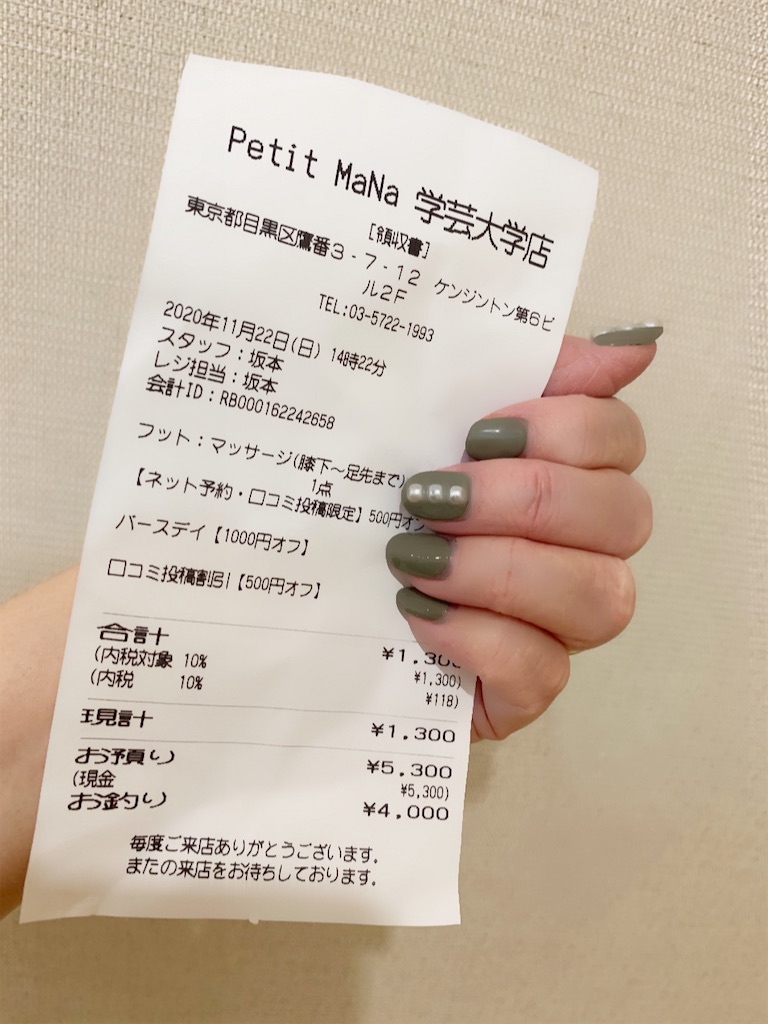 Petit MaNa 学芸大学店
[領収書]
東京都目黒区鷹番3-7-12 ケンジントン第6ビ
ル2F
TEL:03-5722-1993
2020年11月22日(日) 14時22分
スタッフ:坂本
レジ担当:坂本
会計ID:RB000162242658
フット:マッサージ(膝下~足先まで)
1点
【ネット予約・口コミ投稿限定】500円オフ
バースデイ【1000円オフ】
口コミ投稿割引【500円オフ】
合計 ¥1,300
(内税対象 10% ¥1,300)
(内税 10% ¥118)
現計 ¥1,300
お預り ¥5,300
(現金 ¥5,300)
お釣り ¥4,000
毎度ご来店ありがとうございます。
またの来店をお待ちしております。